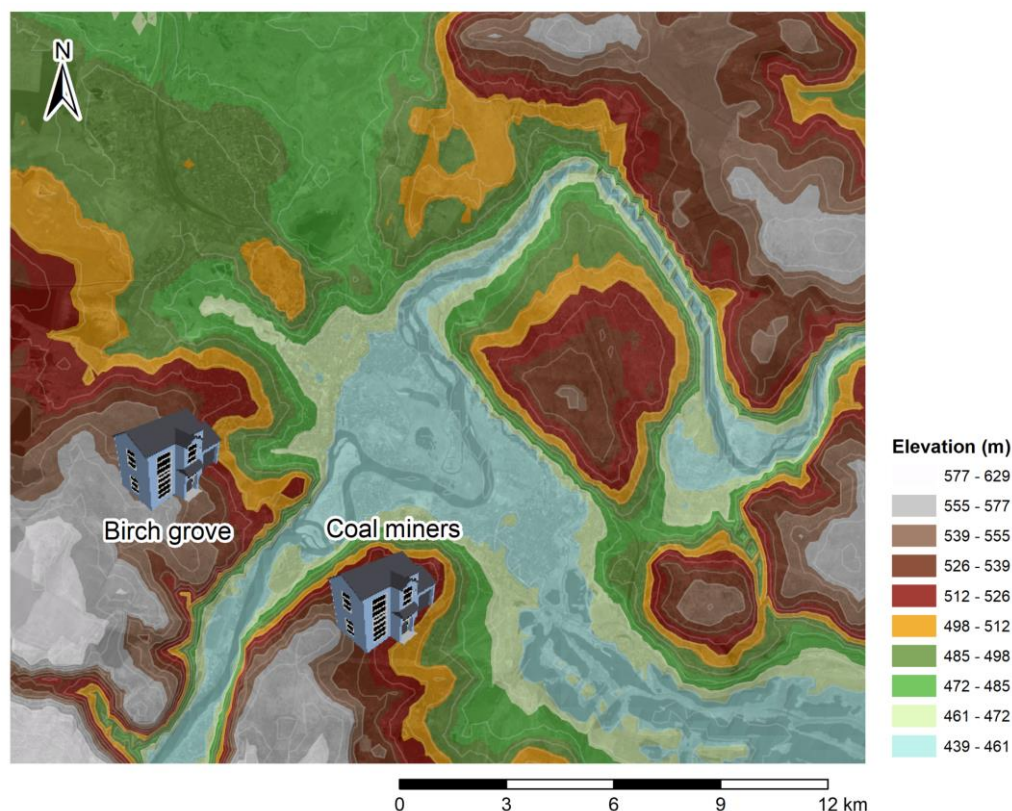 N
Birch grove
Coal miners
Elevation (m)
577 - 629
555 - 577
539 - 555
526 - 539
512 - 526
498 - 512
485 - 498
472 - 485
461 - 472
439 - 461
0 3 6 9 12 km